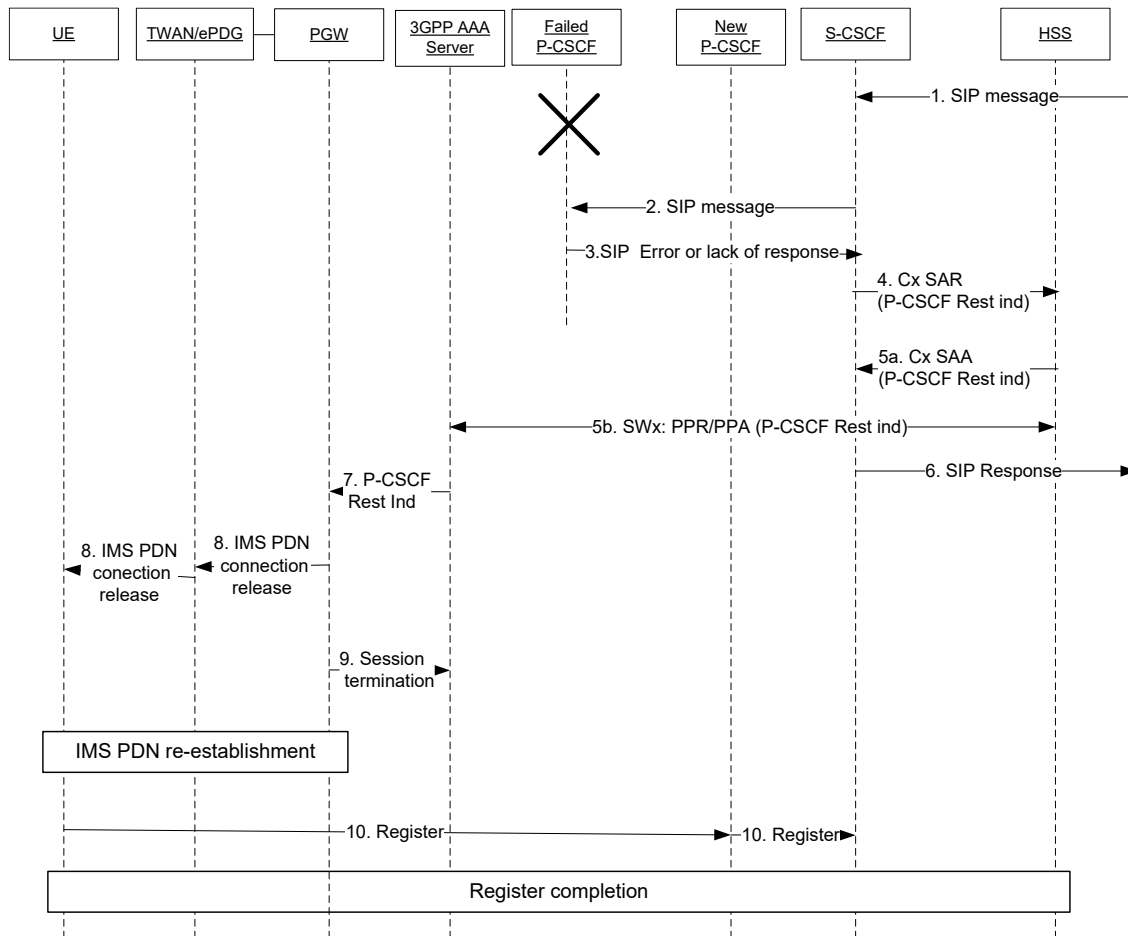 UE
TWAN/ePDG
PGW
3GPP AAA
Server
Failed
P-CSCF
New
P-CSCF
S-CSCF
HSS
1. SIP message
2. SIP message
3.SIP Error or lack of response
4. Cx SAR
(P-CSCF Rest ind)
5a. Cx SAA
(P-CSCF Rest ind)
5b. SWx: PPR/PPA (P-CSCF Rest ind)
6. SIP Response
7. P-CSCF
Rest Ind
8. IMS PDN
conection
release
8. IMS PDN
connection
release
9. Session
termination
IMS PDN re-establishment
10. Register
10. Register
Register completion